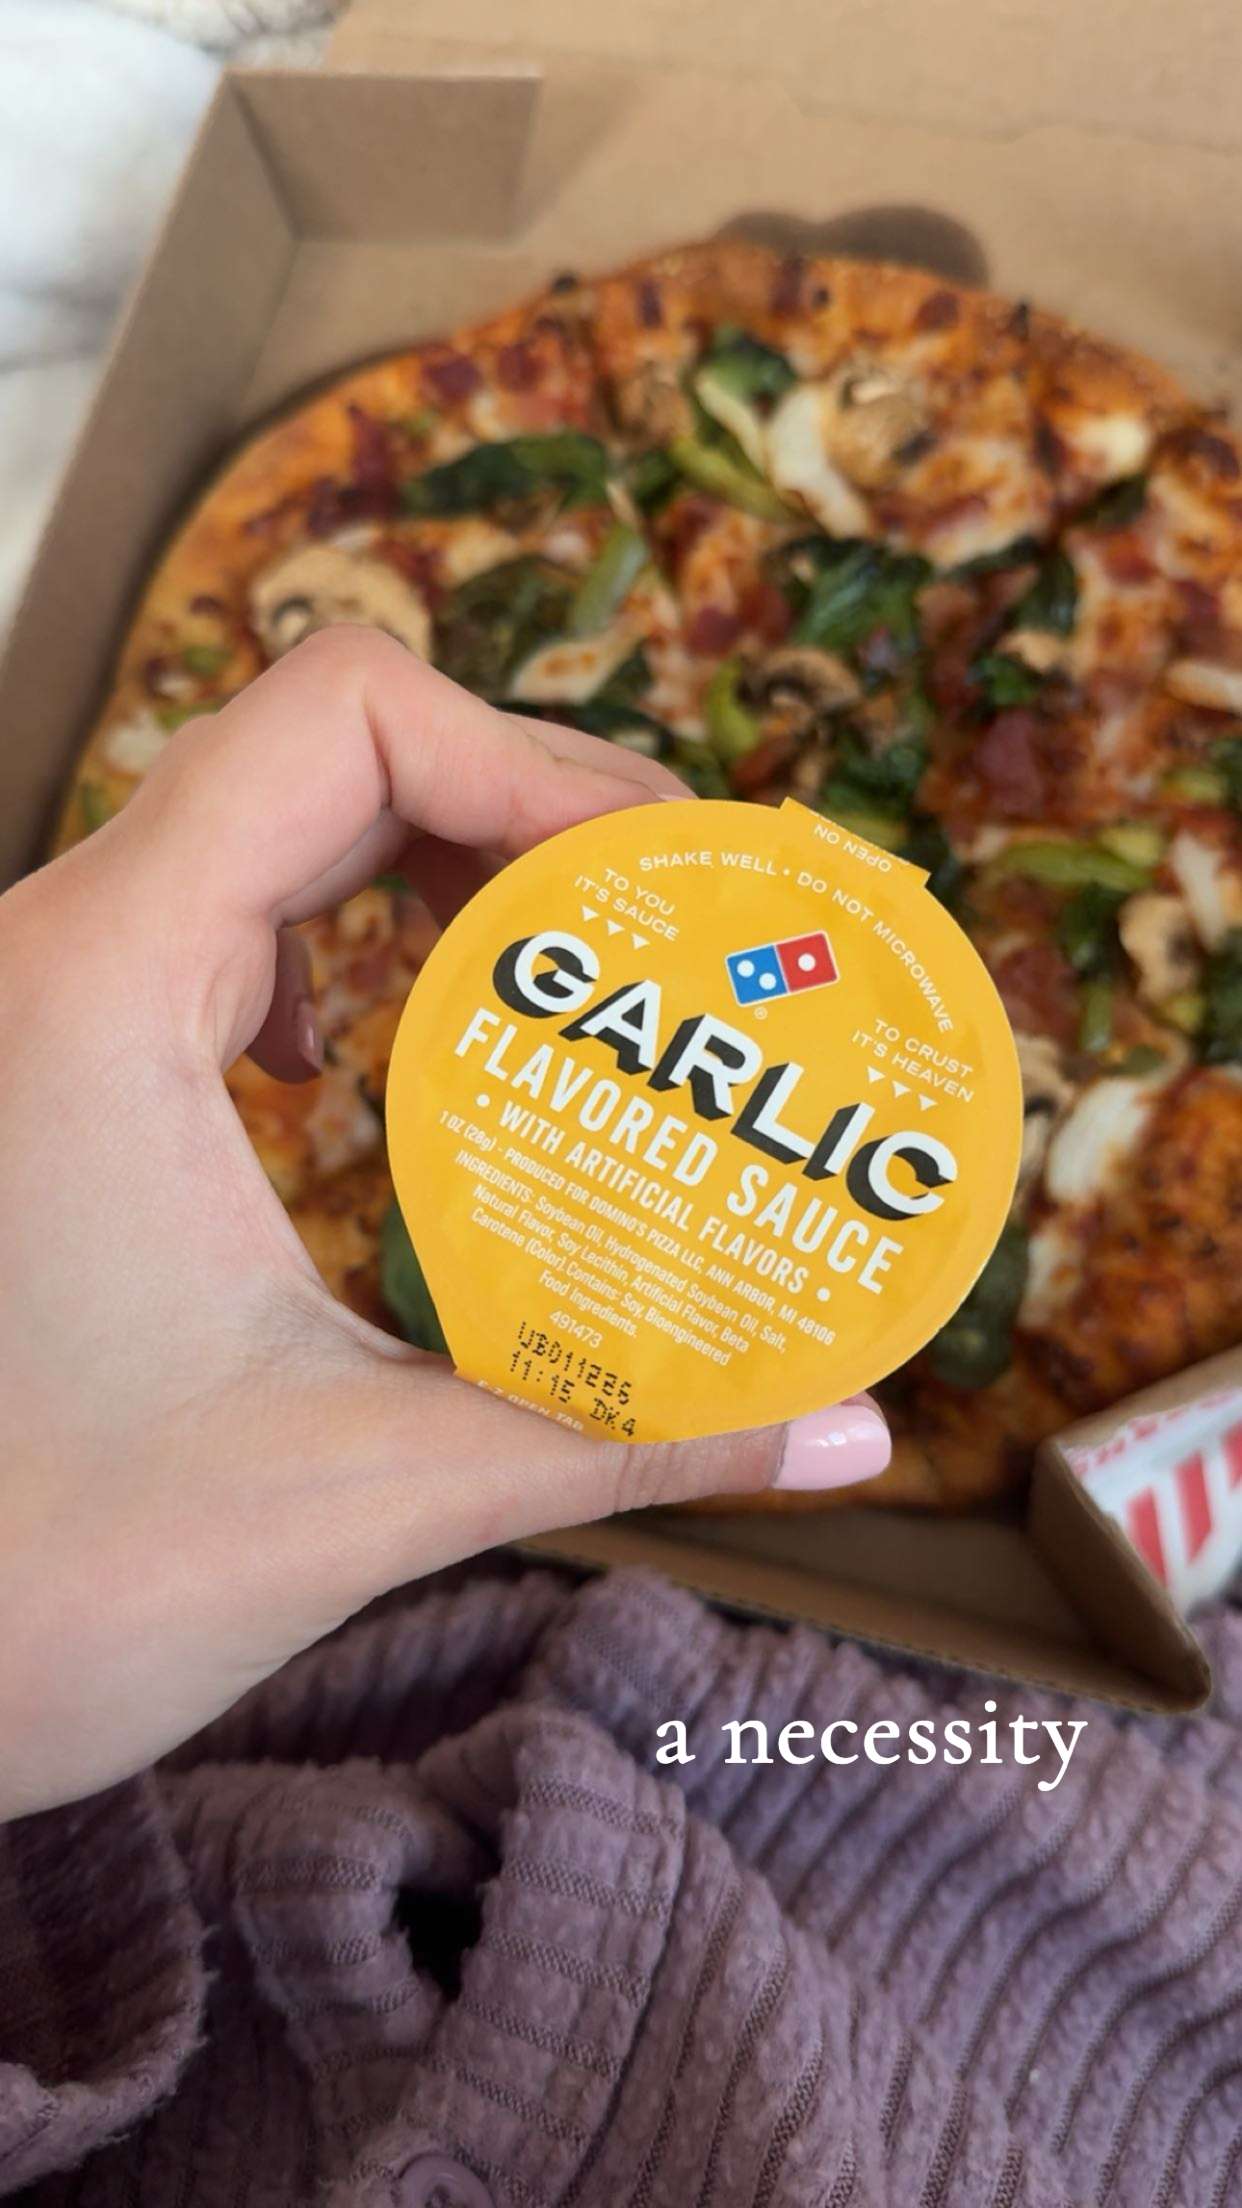 OPEN
SHAKE WELL • DO NOT MICROWAVE
TO YOU
IT'S SAUCE
TO CRUST
IT'S HEAVEN
®
GARLIC
FLAVORED SAUCE
• WITH ARTIFICIAL FLAVORS •
1 OZ (28g) - PRODUCED FOR DOMINO'S PIZZA LLC, ANN ARBOR, MI 48106
INGREDIENTS: Soybean Oil, Hydrogenated Soybean Oil, Salt,
Natural Flavor, Soy Lecithin, Artificial Flavor, Beta
Carotene (Color). Contains: Soy. Bioengineered
Food Ingredients.
491473
11:15 DK4
E-Z OPEN TAB
a necessity